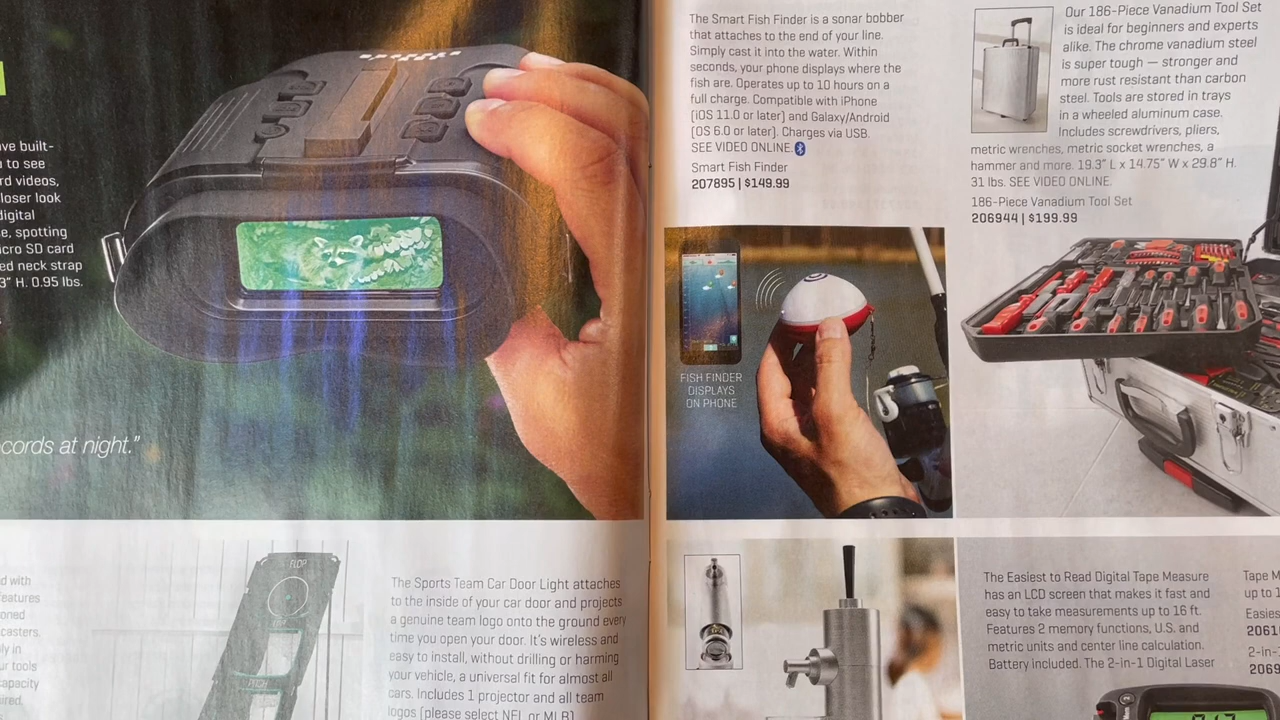 ve built-
to see
rd videos,
loser look
digital
e, spotting
cro SD card
ed neck strap
3" H. 0.95 lbs.
cords at night."
d with
features
oned
casters.
ly in
ur tools
capacity
ired.
FLOP
The Sports Team Car Door Light attaches
to the inside of your car door and projects
a genuine team logo onto the ground every
time you open your door. It's wireless and
easy to install, without drilling or harming
your vehicle, a universal fit for almost all
cars. Includes 1 projector and all team
logos (please select NFL or MLB)
The Smart Fish Finder is a sonar bobber
that attaches to the end of your line.
Simply cast it into the water. Within
seconds, your phone displays where the
fish are. Operates up to 10 hours on a
full charge. Compatible with iPhone
(iOS 11.0 or later) and Galaxy/Android
(OS 6.0 or later). Charges via USB.
SEE VIDEO ONLINE.
Smart Fish Finder
207895 | $149.99
FISH FINDER
DISPLAYS
ON PHONE
Our 186-Piece Vanadium Tool Set
is ideal for beginners and experts
alike. The chrome vanadium steel
is super tough — stronger and
more rust resistant than carbon
steel. Tools are stored in trays
in a wheeled aluminum case.
Includes screwdrivers, pliers,
metric wrenches, metric socket wrenches, a
hammer and more. 19.3" L x 14.75" W x 29.8" H.
31 lbs. SEE VIDEO ONLINE.
186-Piece Vanadium Tool Set
206944 | $199.99
The Easiest to Read Digital Tape Measure
has an LCD screen that makes it fast and
easy to take measurements up to 16 ft.
Features 2 memory functions, U.S. and
metric units and center line calculation.
Battery included. The 2-in-1 Digital Laser
Tape M
up to 1
Easies
2061
2-in-
206